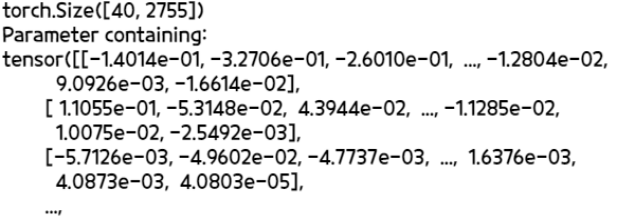 torch.Size([40, 2755])
Parameter containing:
tensor([[-1.4014e-01, -3.2706e-01, -2.6010e-01, ..., -1.2804e-02,
9.0926e-03, -1.6614e-02],
[ 1.1055e-01, -5.3148e-02, 4.3944e-02, ..., -1.1285e-02,
1.0075e-02, -2.5492e-03],
[-5.7126e-03, -4.9602e-02, -4.7737e-03, ..., 1.6376e-03,
4.0873e-03, 4.0803e-05],
...,